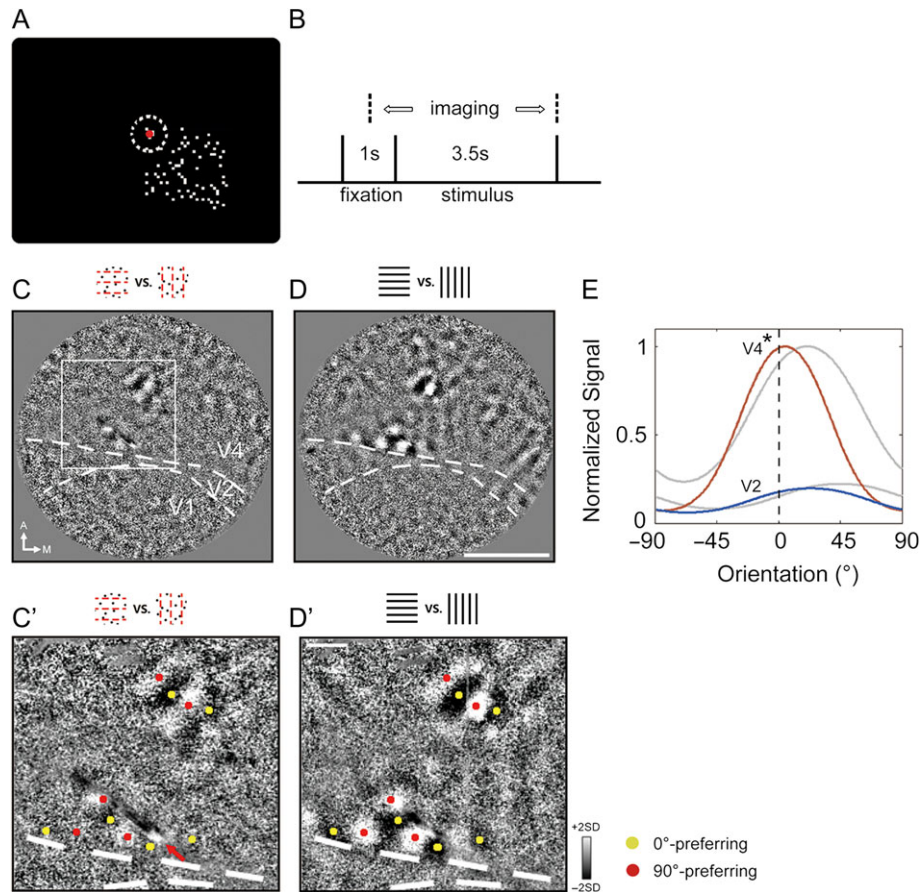 A
B
imaging
1s
3.5s
fixation
stimulus
C
vs.
D
vs.
E
V4
V2
V1
A
M
Normalized Signal
1
0.5
0
V4
*
V2
−90
−45
0
45
90
Orientation (°)
C’
vs.
D’
vs.
+2SD
−2SD
0°-preferring
90°-preferring